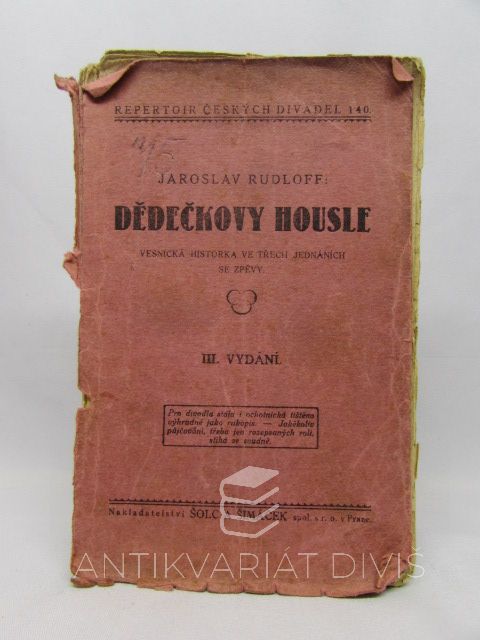 REPERTOIR ČESKÝCH DIVADEL 140.
JAROSLAV RUDLOFF:
DĚDEČKOVY HOUSLE
VESNICKÁ HISTORKA VE TŘECH JEDNÁNÍCH
SE ZPĚVY.
III. VYDÁNÍ.
Pro divadla stálá i ochotnická tištěno
výhradně jako rukopis. — Jakékoliv
půjčování, třeba jen rozepsaných rolí,
stíhá se soudně.
Nakladatelství ŠOLC A ŠIMÁČEK spol. s r. o. v Praze.
ANTIKVARIÁT DIVIŠ